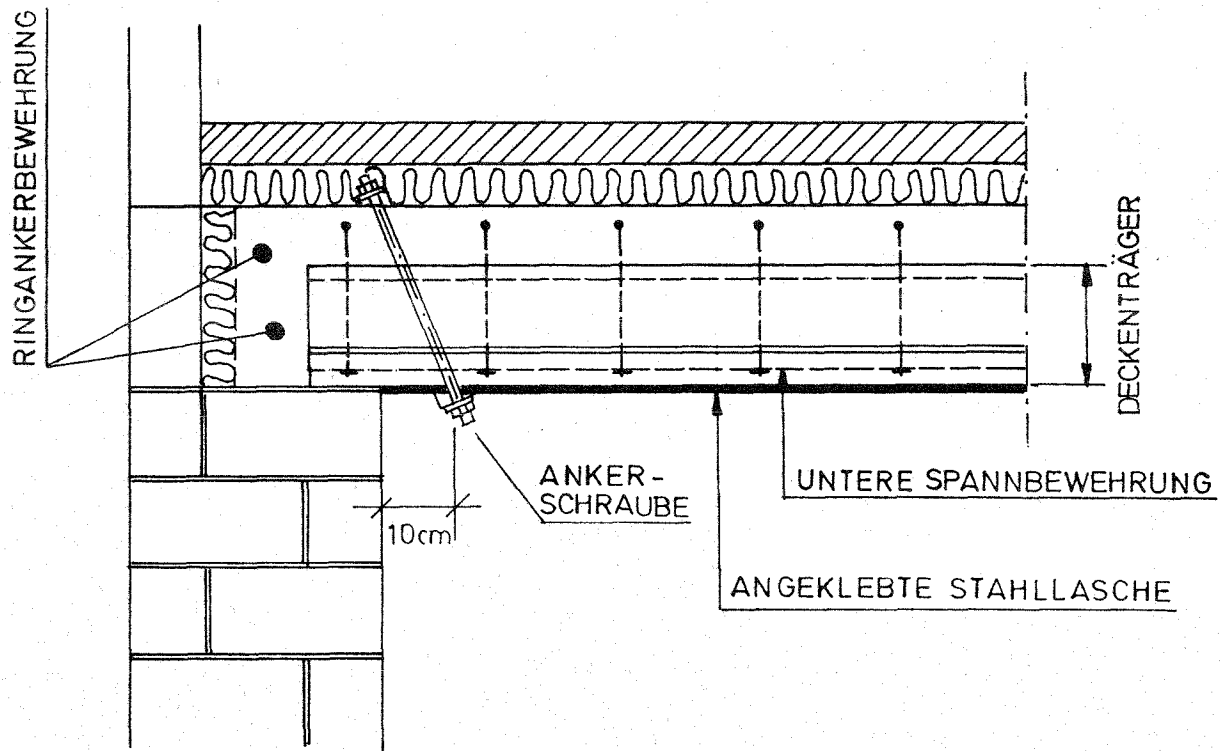 RINGANKERBEWEHRUNG
DECKENTRÄGER
ANKER-
SCHRAUBE
UNTERE SPANNBEWEHRUNG
10cm
ANGEKLEBTE STAHLLASCHE